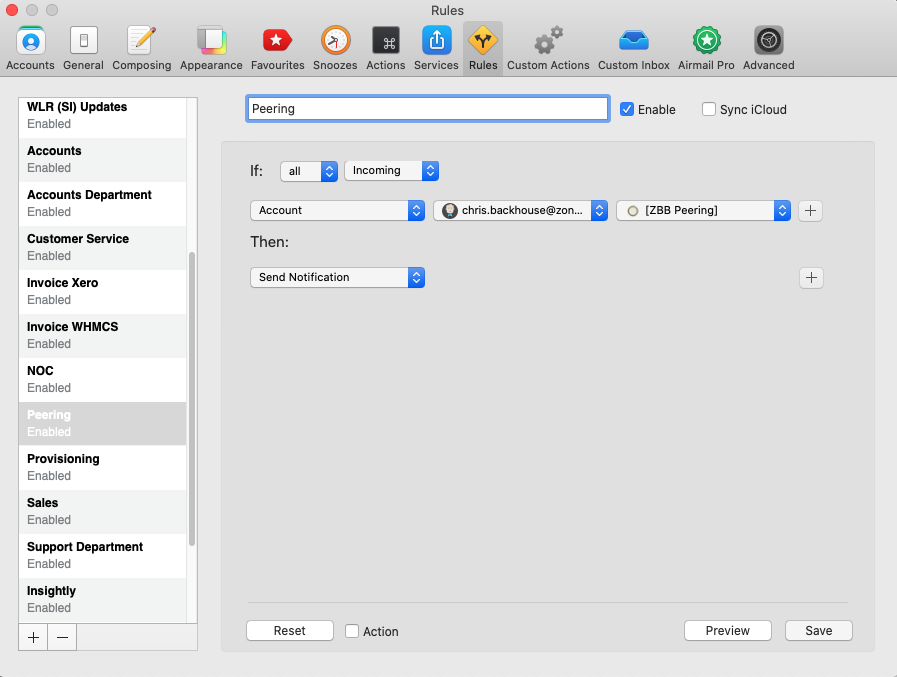 Rules
Accounts General Composing Appearance Favourites Snoozes Actions Services Rules Custom Actions Custom Inbox Airmail Pro Advanced
WLR (SI) Updates
Enabled
Accounts
Enabled
Accounts Department
Enabled
Customer Service
Enabled
Invoice Xero
Enabled
Invoice WHMCS
Enabled
NOC
Enabled
Peering
Enabled
Provisioning
Enabled
Sales
Enabled
Support Department
Enabled
Insightly
Enabled
Peering Enable Sync iCloud
If: all Incoming
Account chris.backhouse@zon... [ZBB Peering]
Then:
Send Notification
Reset Action Preview Save